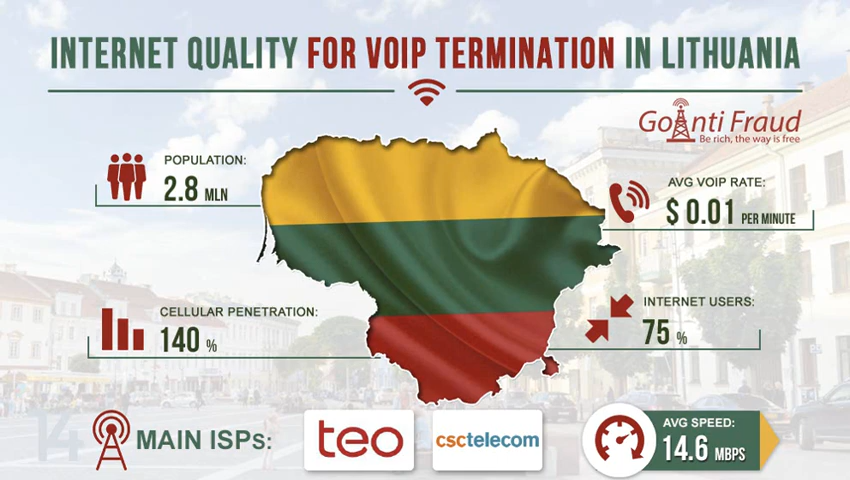 INTERNET QUALITY FOR VOIP TERMINATION IN LITHUANIA
GoAnti Fraud
Be rich, the way is free
POPULATION:
2.8 MLN
AVG VOIP RATE:
$ 0.01 PER MINUTE
CELLULAR PENETRATION:
140 %
INTERNET USERS:
75 %
14
MAIN ISPs:
teo
csctelecom
AVG SPEED:
14.6 MBPS